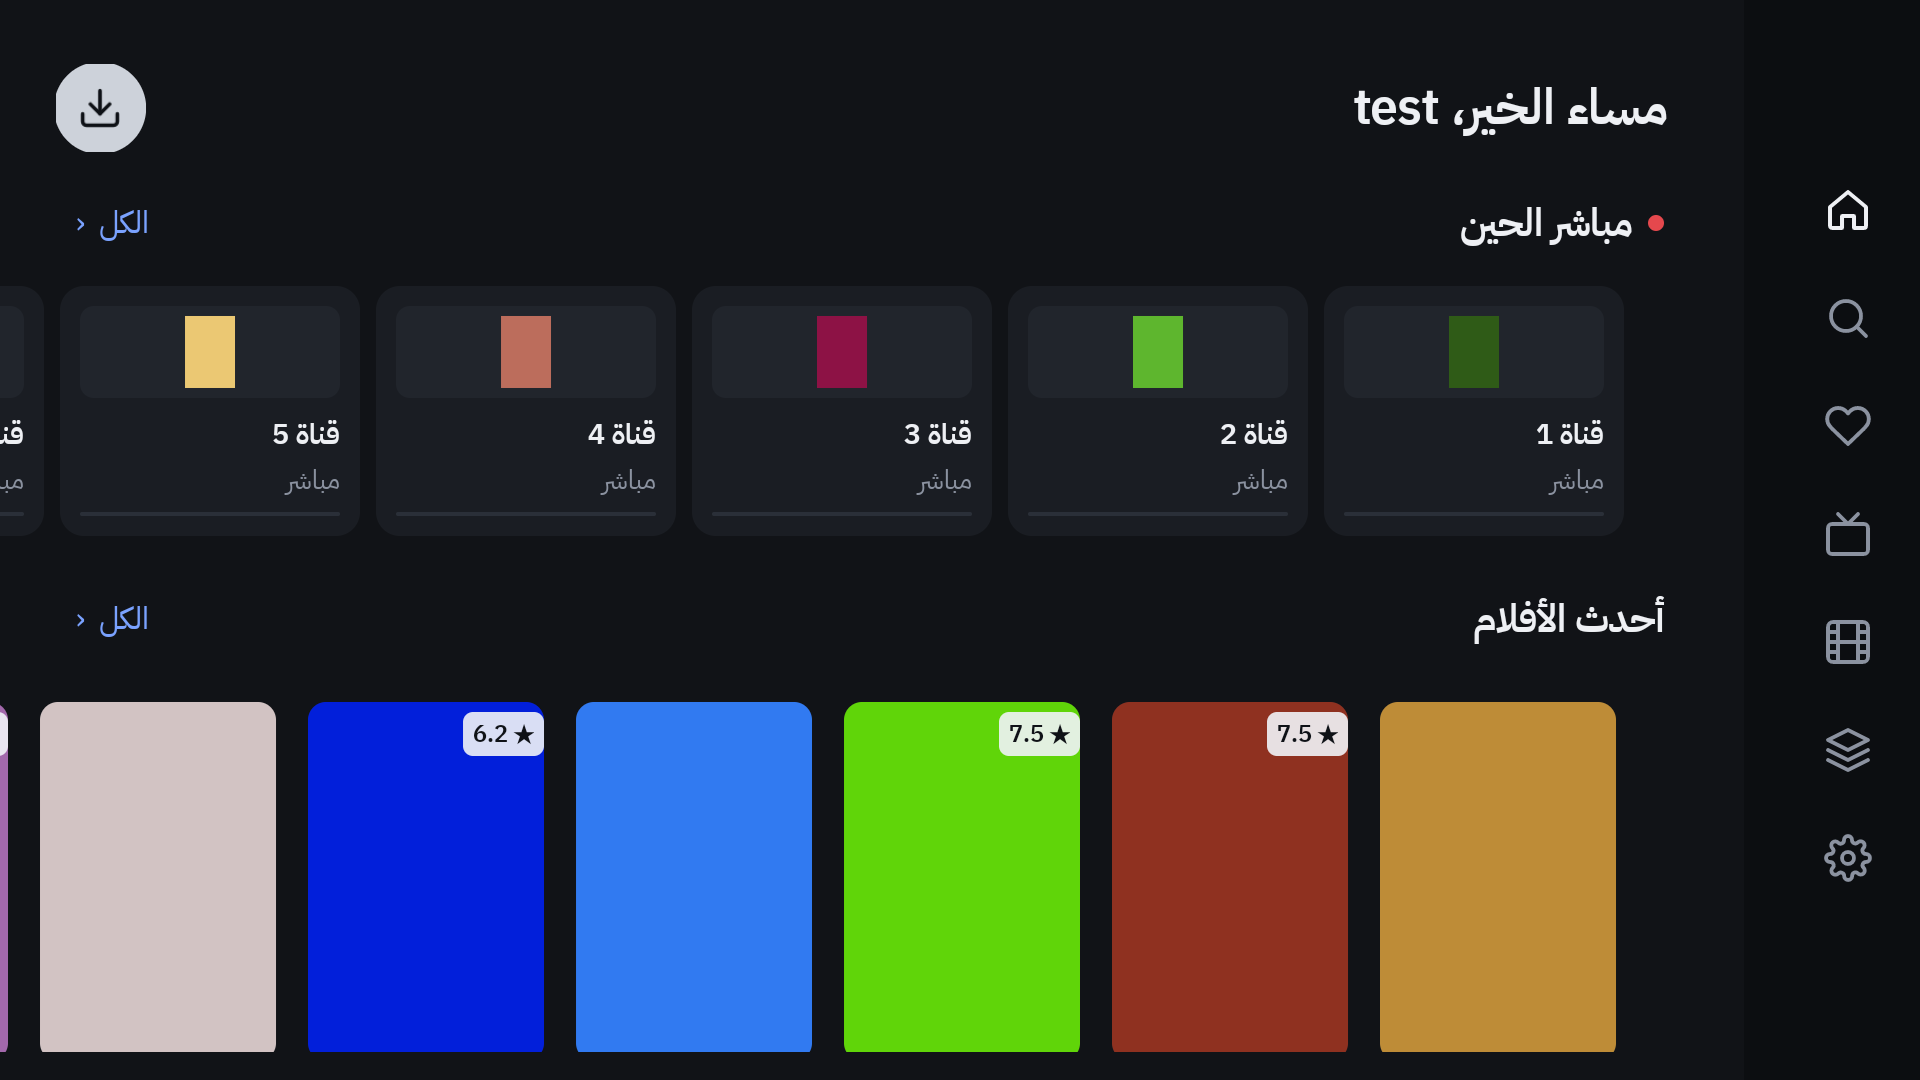 مساء الخير، test
مباشر الحين
الكل ‹
قناة 1
مباشر
قناة 2
مباشر
قناة 3
مباشر
قناة 4
مباشر
قناة 5
مباشر
أحدث الأفلام
الكل ‹
★ 7.5
★ 7.5
★ 6.2